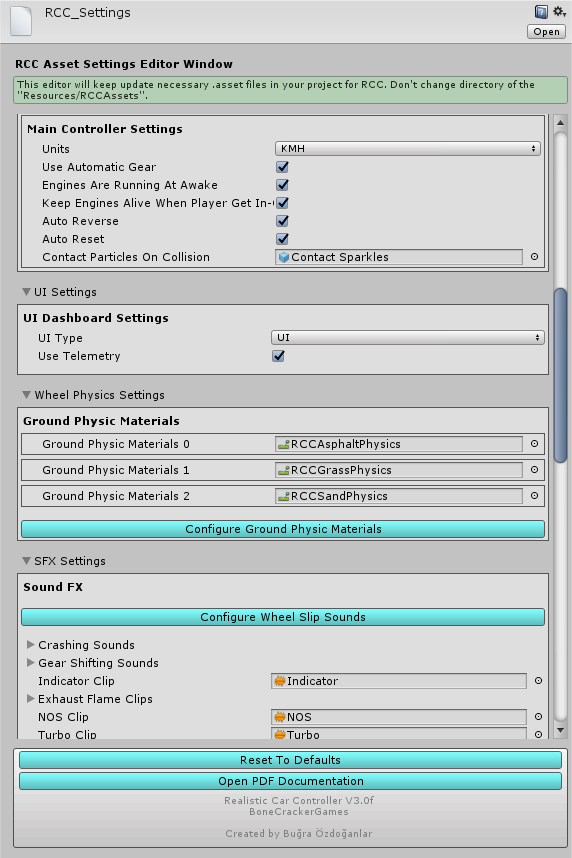 RCC_Settings
Open
RCC Asset Settings Editor Window
This editor will keep update necessary .asset files in your project for RCC. Don't change directory of the
"Resources/RCCAssets".
Main Controller Settings
Units KMH
Use Automatic Gear
Engines Are Running At Awake
Keep Engines Alive When Player Get In-
Auto Reverse
Auto Reset
Contact Particles On Collision Contact Sparkles
UI Settings
UI Dashboard Settings
UI Type UI
Use Telemetry
Wheel Physics Settings
Ground Physic Materials
Ground Physic Materials 0 RCCAsphaltPhysics
Ground Physic Materials 1 RCCGrassPhysics
Ground Physic Materials 2 RCCSandPhysics
Configure Ground Physic Materials
SFX Settings
Sound FX
Configure Wheel Slip Sounds
Crashing Sounds
Gear Shifting Sounds
Indicator Clip Indicator
Exhaust Flame Clips
NOS Clip NOS
Turbo Clip Turbo
Reset To Defaults
Open PDF Documentation
Realistic Car Controller V3.0f
BoneCrackerGames
Created by Buğra Özdoğanlar